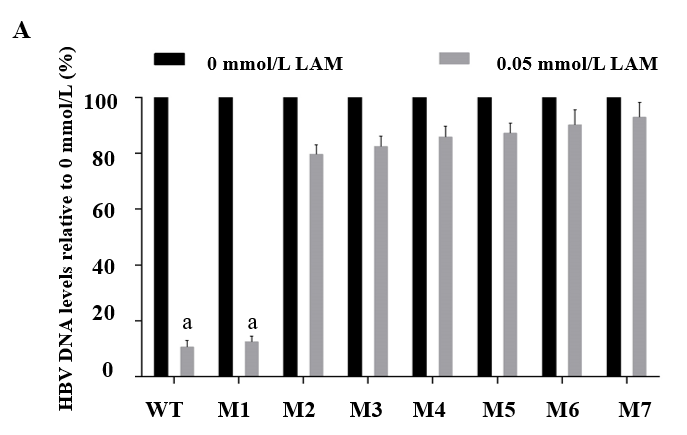 A
0 mmol/L LAM
0.05 mmol/L LAM
HBV DNA levels relative to 0 mmol/L (%)
100
80
60
40
20
0
a
a
WT M1 M2 M3 M4 M5 M6 M7